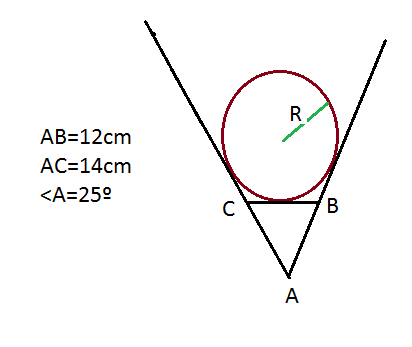 R
AB=12cm
AC=14cm
<A=25º
C
B
A